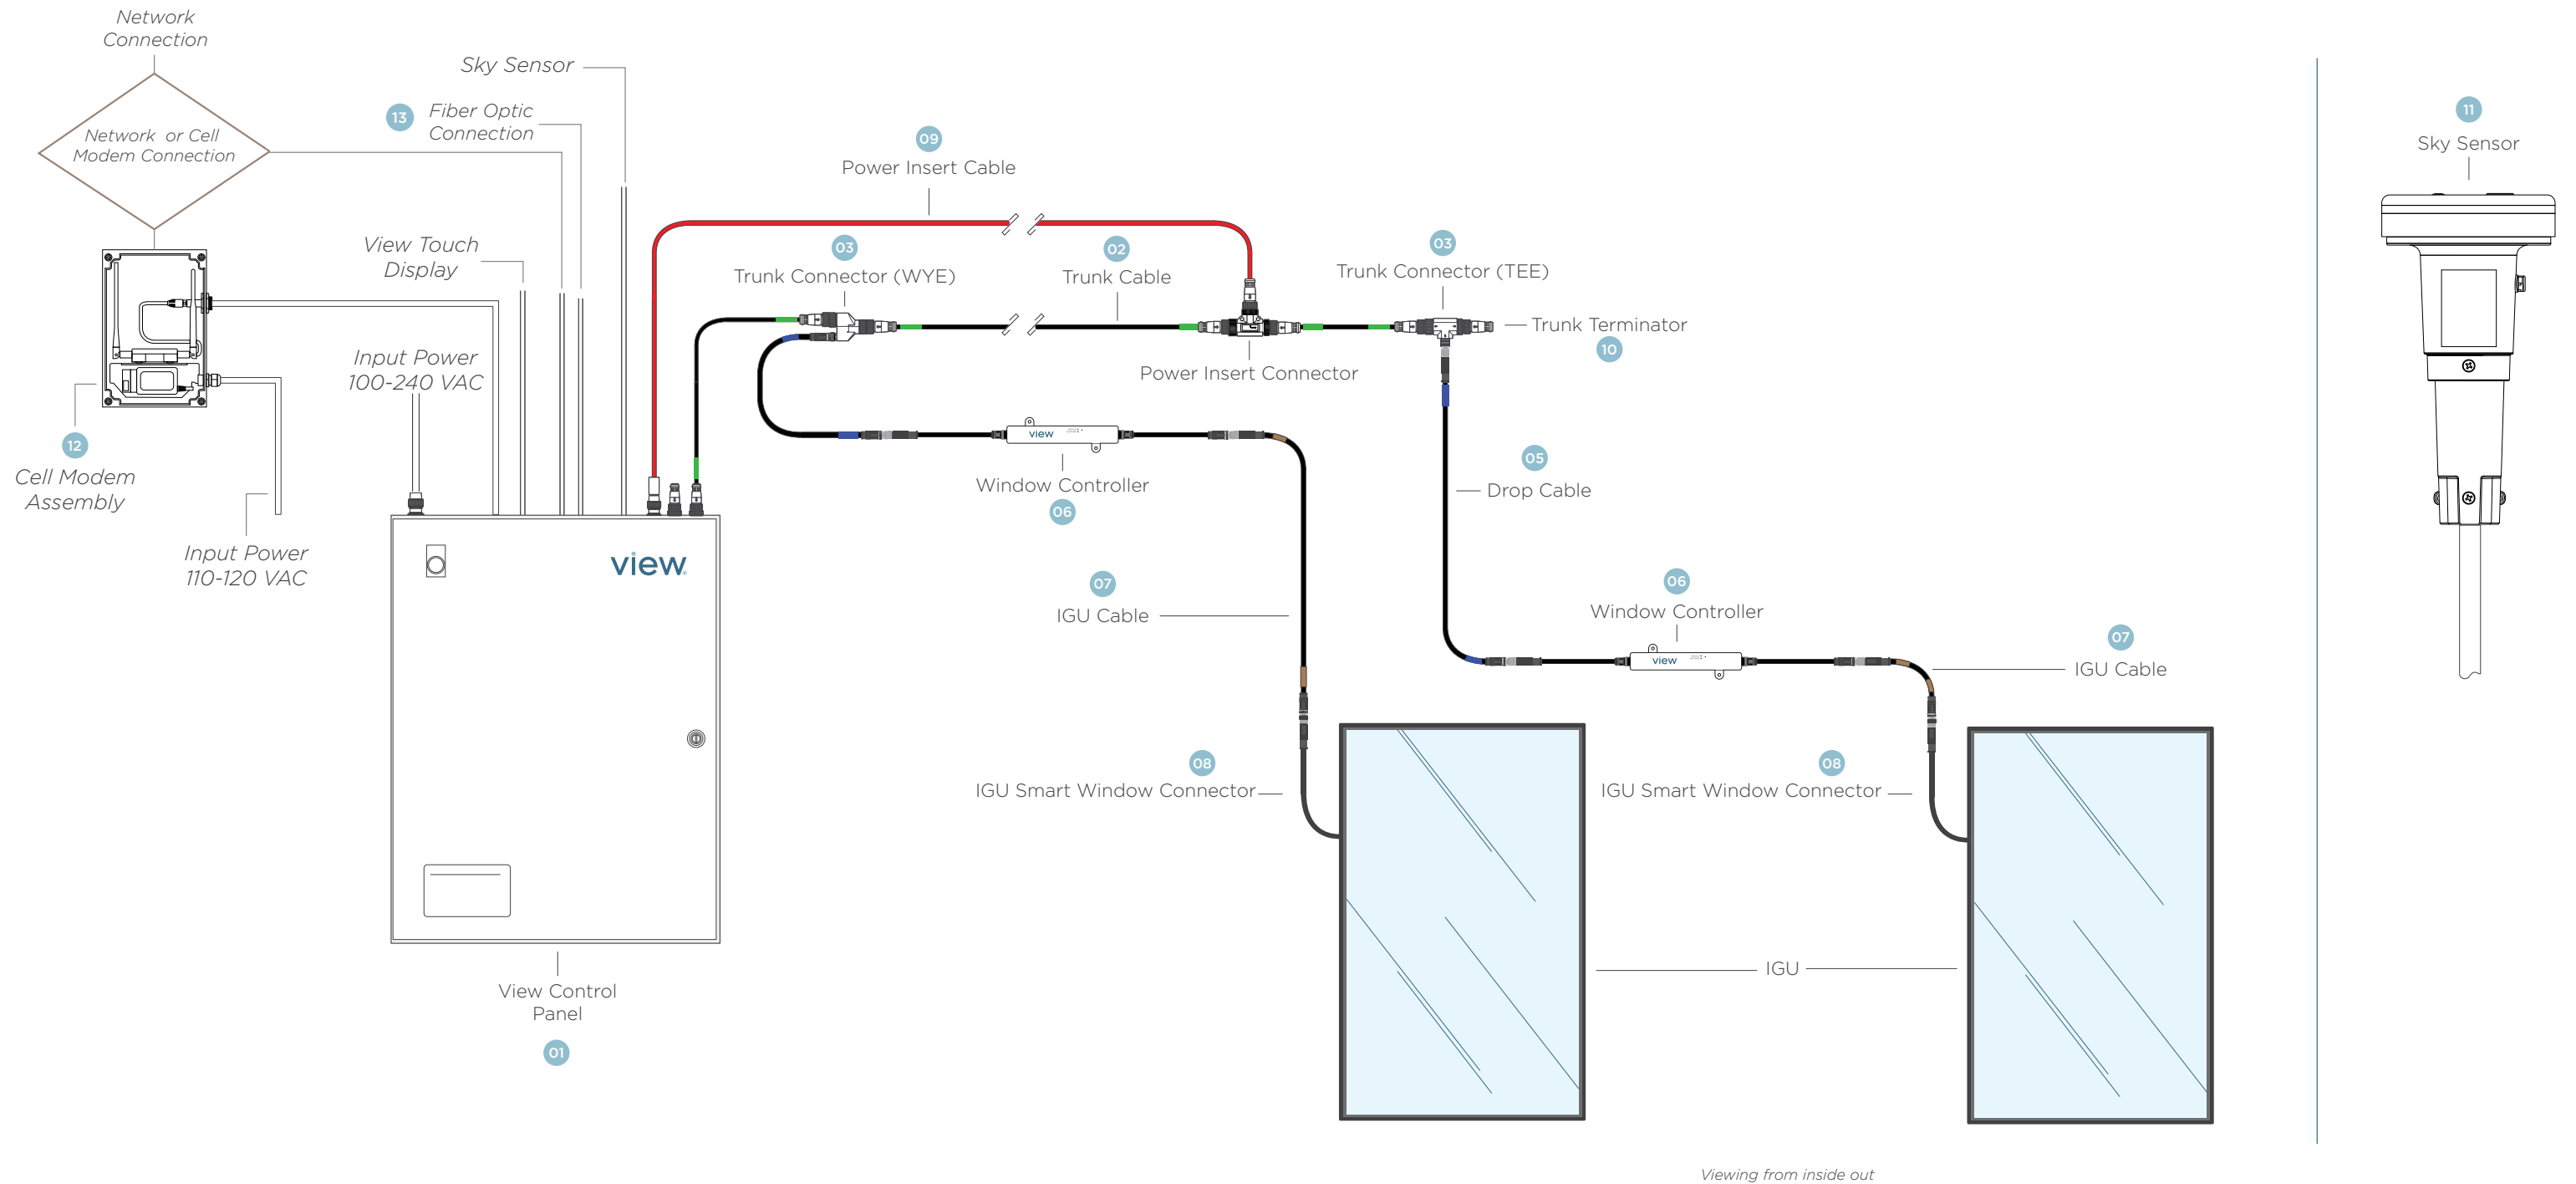 Network
Connection
Network or Cell
Modem Connection
Sky Sensor
13
Fiber Optic
Connection
View Touch
Display
Input Power
100-240 VAC
12
Cell Modem
Assembly
Input Power
110-120 VAC
view
View Control
Panel
01
09
Power Insert Cable
03
Trunk Connector (WYE)
02
Trunk Cable
03
Trunk Connector (TEE)
Trunk Terminator
10
Power Insert Connector
view
Window Controller
06
05
Drop Cable
07
IGU Cable
06
Window Controller
view
07
IGU Cable
08
IGU Smart Window Connector
08
IGU Smart Window Connector
IGU
11
Sky Sensor
Viewing from inside out